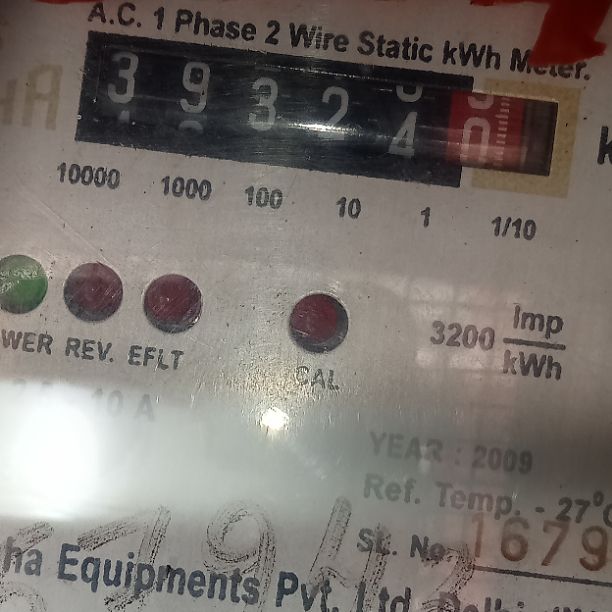 A.C. 1 Phase 2 Wire Static kWh Meter.
3 9 3 2 4 0
10000 1000 100 10 1 1/10
WER REV. EFLT CAL
3200 Imp/kWh
10 A
YEAR : 2009
Ref. Temp. - 27°C
SL. No. 1679
ha Equipments Pvt. Ltd.